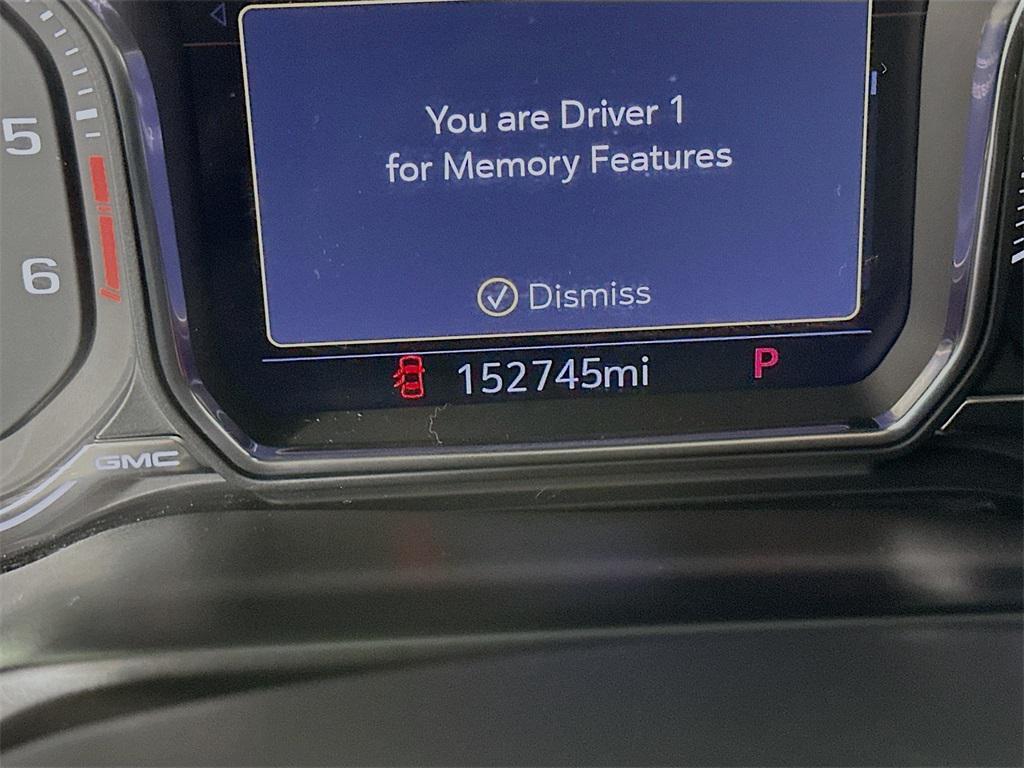 You are Driver 1
for Memory Features
5
Dismiss
6
152745mi
P
GMC